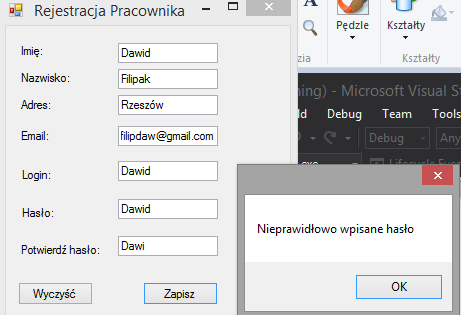 Rejestracja Pracownika
Imię: Dawid
Nazwisko: Filipak
Adres: Rzeszów
Email: filipdaw@gmail.com
Login: Dawid
Hasło: Dawid
Potwierdź hasło: Dawi
Wyczyść Zapisz
Pędzle Kształty
Kształty
ning) - Microsoft Visual St
ld Debug Team Tools
Debug
Nieprawidłowo wpisane hasło
OK